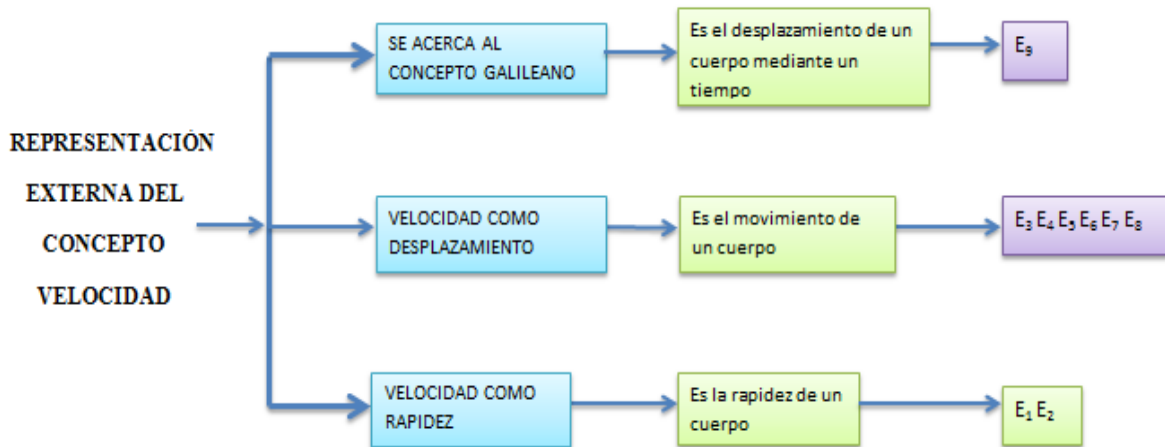 REPRESENTACIÓN
EXTERNA DEL
CONCEPTO
VELOCIDAD
SE ACERCA AL
CONCEPTO GALILEANO
Es el desplazamiento de un
cuerpo mediante un
tiempo
E₉
VELOCIDAD COMO
DESPLAZAMIENTO
Es el movimiento de
un cuerpo
E₃ E₄ E₅ E₆ E₇ E₈
VELOCIDAD COMO
RAPIDEZ
Es la rapidez de un
cuerpo
E₁ E₂